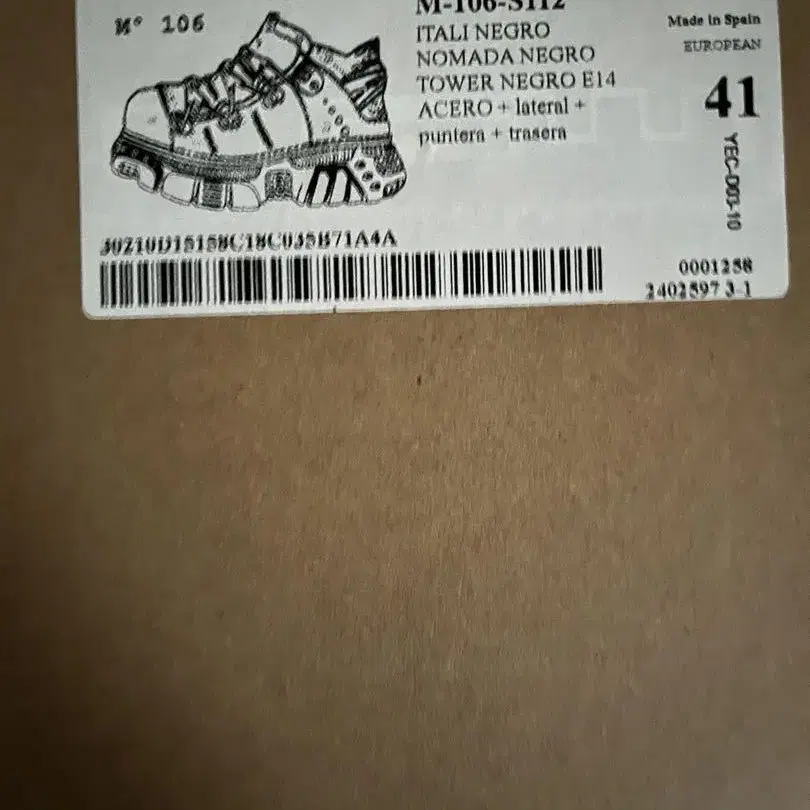 Mº 106
M-106-S112
ITALI NEGRO
NOMADA NEGRO
TOWER NEGRO E14
ACERO + lateral +
puntera + trasera
Made in Spain
EUROPEAN
41
YEC-D03-10
0001258
2402597 3-1